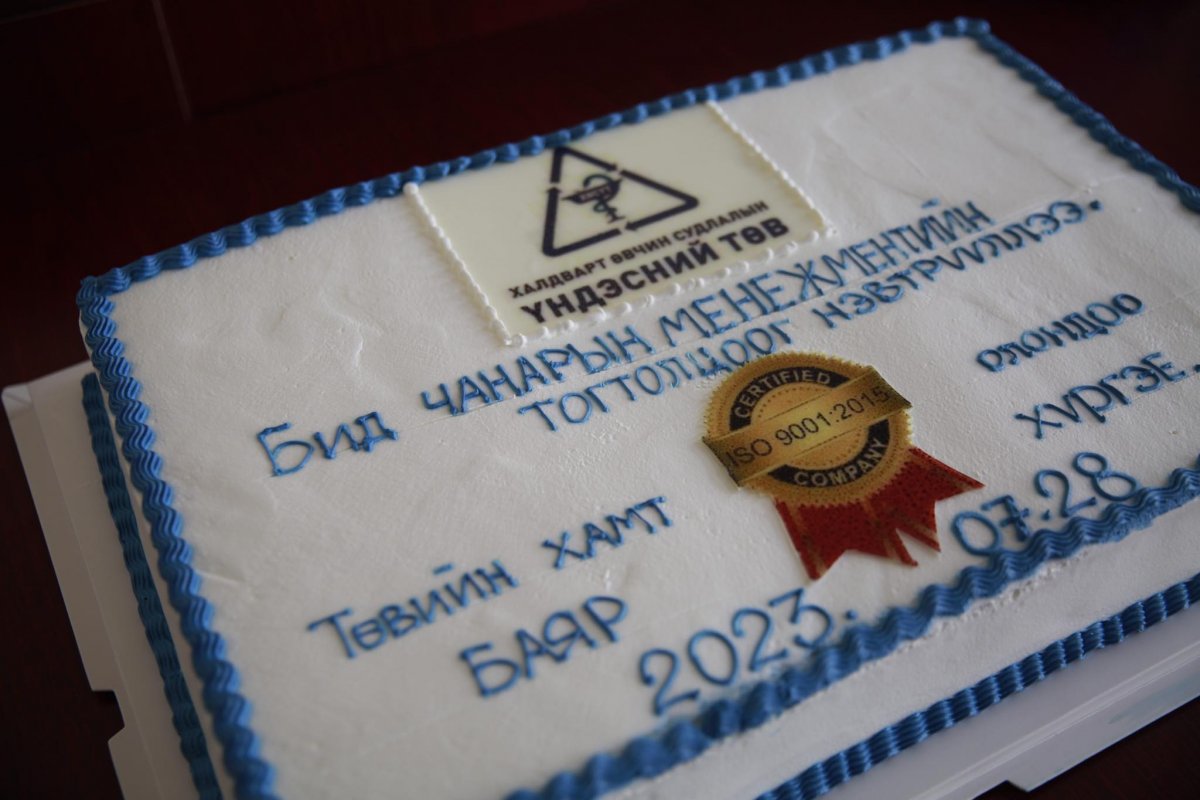 ХАЛДВАРТ ӨВЧИН СУДЛАЛЫН
ҮНДЭСНИЙ ТӨВ
Бид ЧАНАРЫН МЕНЕЖМЕНТИЙН
ТОГТОЛЦООГ НЭВТРҮҮЛЛЭЭ.
CERTIFIED
ISO 9001:2015
COMPANY
Төвийн ХАМТ ОЛОНДОО
БАЯР ХҮРГЭЕ.
2023. 07.28